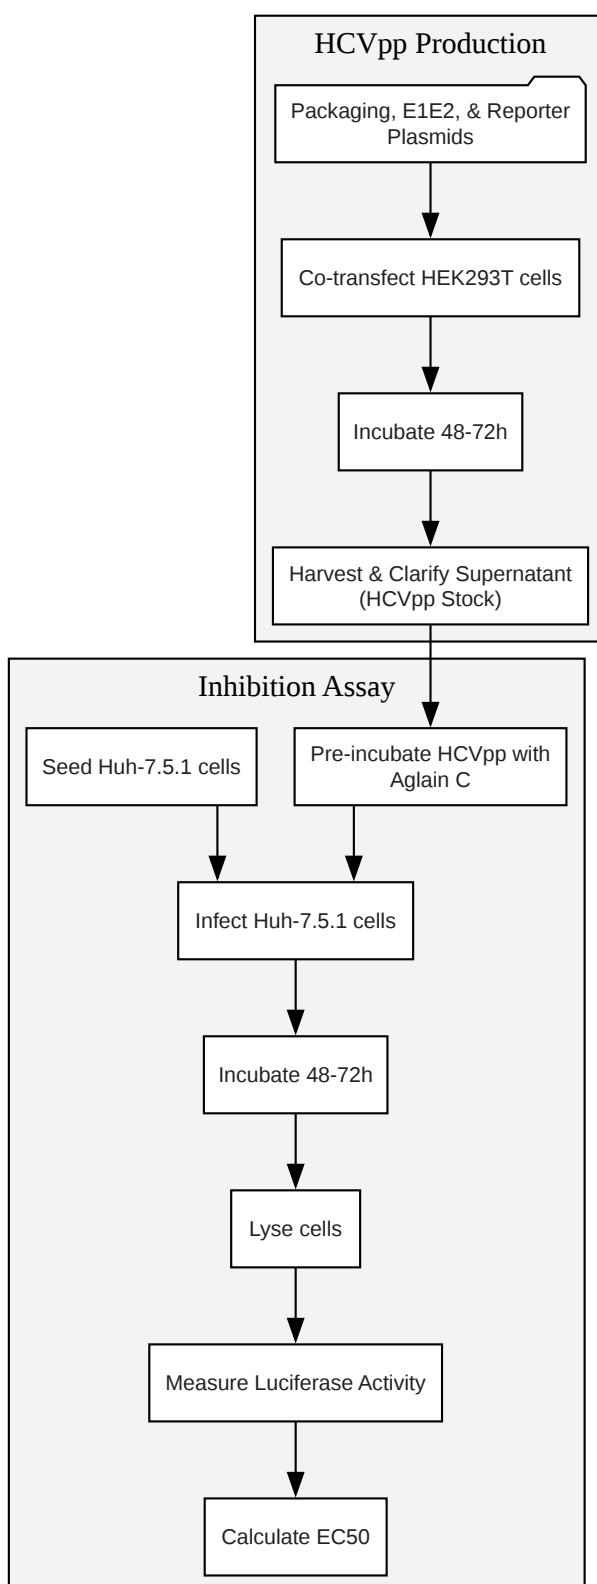 HCVpp Production
Packaging, E1E2, & Reporter
Plasmids
Co-transfect HEK293T cells
Incubate 48-72h
Harvest & Clarify Supernatant
(HCVpp Stock)
Inhibition Assay
Seed Huh-7.5.1 cells
Pre-incubate HCVpp with
Aglain C
Infect Huh-7.5.1 cells
Incubate 48-72h
Lyse cells
Measure Luciferase Activity
Calculate EC50